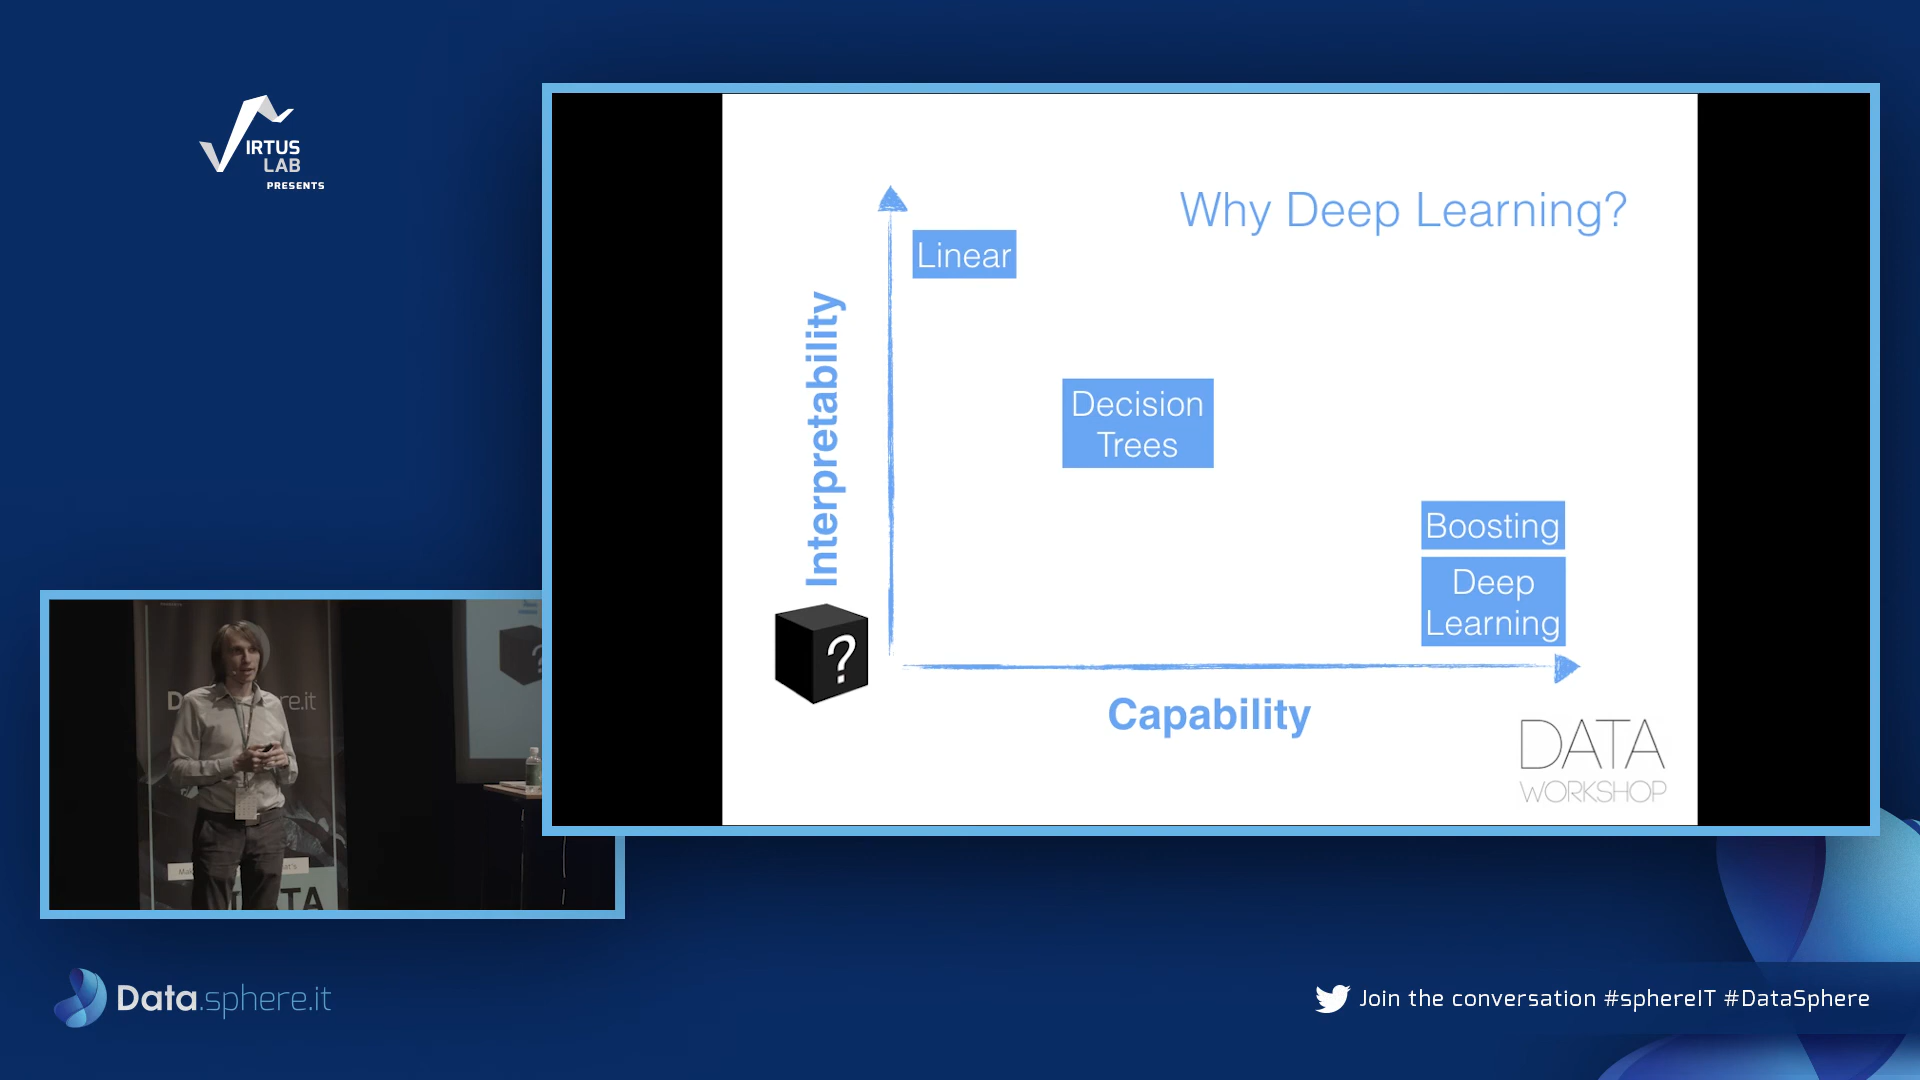 VIRTUS
LAB
PRESENTS
Why Deep Learning?
Linear
Interpretability
Decision
Trees
Boosting
Deep
Learning
?
Capability
DATA
WORKSHOP
Data.sphere.it
Join the conversation #sphereIT #DataSphere